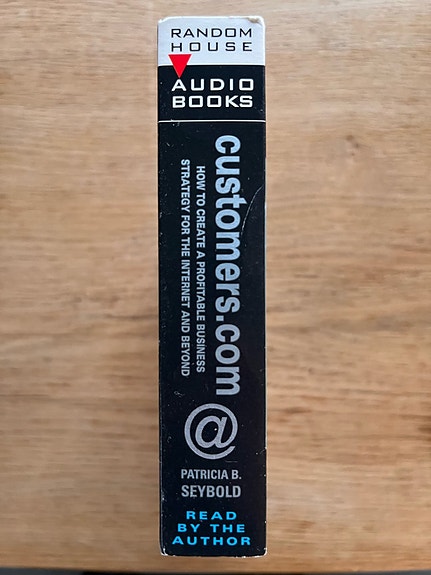 RANDOM
HOUSE
AUDIO
BOOKS
customers.com
HOW TO CREATE A PROFITABLE BUSINESS
STRATEGY FOR THE INTERNET AND BEYOND
@
PATRICIA B.
SEYBOLD
READ
BY THE
AUTHOR